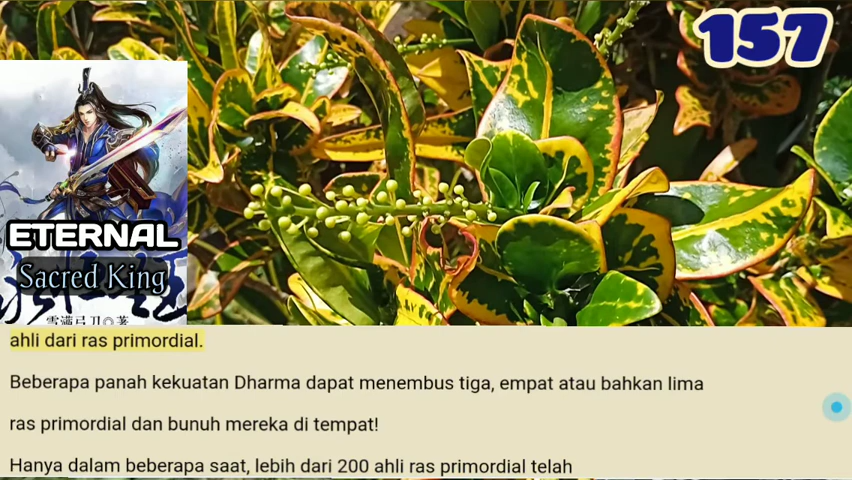 157
ETERNAL
Sacred King
ahli dari ras primordial.
Beberapa panah kekuatan Dharma dapat menembus tiga, empat atau bahkan lima
ras primordial dan bunuh mereka di tempat!
Hanya dalam beberapa saat, lebih dari 200 ahli ras primordial telah